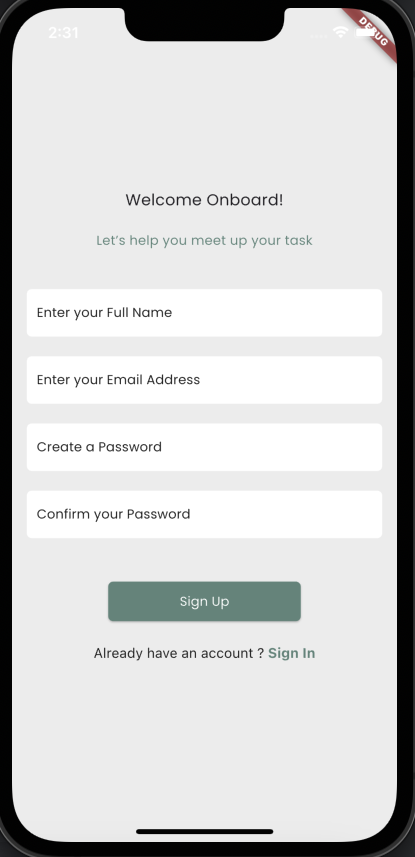 2:31
DEBUG
Welcome Onboard!
Let's help you meet up your task
Enter your Full Name
Enter your Email Address
Create a Password
Confirm your Password
Sign Up
Already have an account ? Sign In